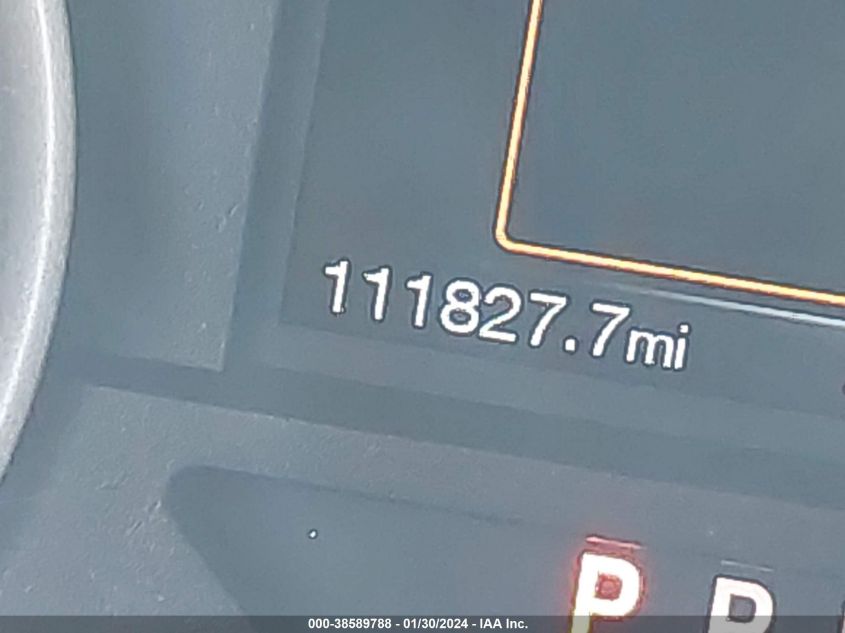 111827.7mi
P R
000-38589788 - 01/30/2024 - IAA Inc.